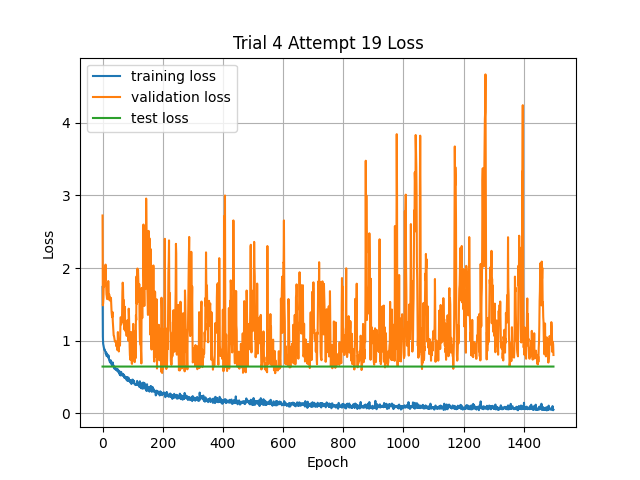 Trial 4 Attempt 19 Loss
training loss
validation loss
test loss
Loss
4
3
2
1
0
0 200 400 600 800 1000 1200 1400
Epoch